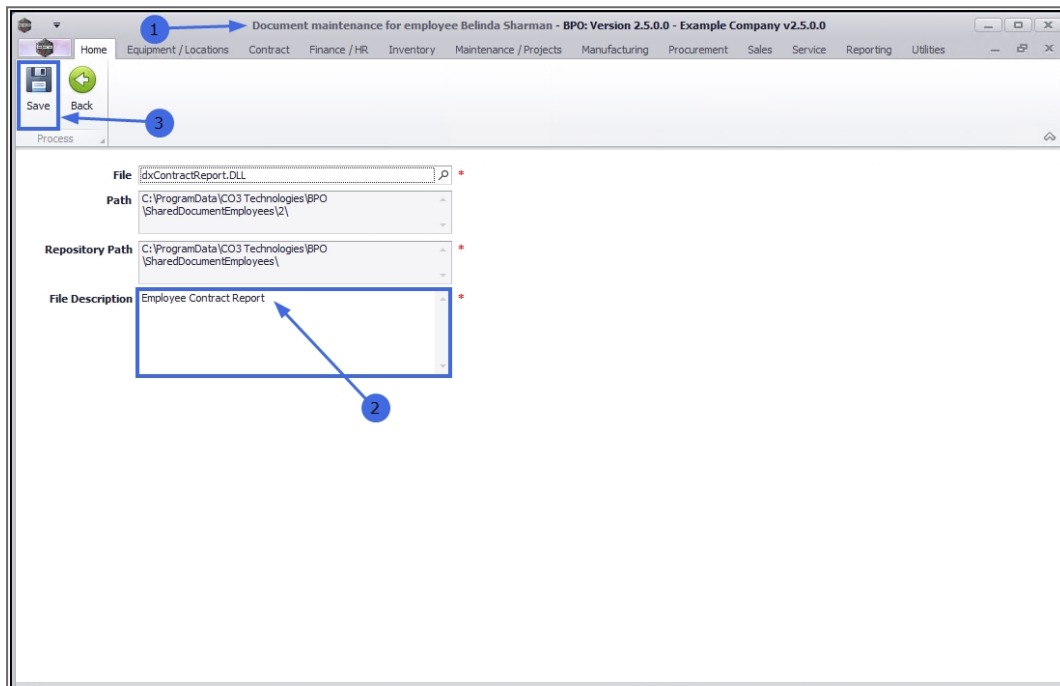 1
Document maintenance for employee Belinda Sharman - BPO: Version 2.5.0.0 - Example Company v2.5.0.0
Home Equipment / Locations Contract Finance / HR Inventory Maintenance / Projects Manufacturing Procurement Sales Service Reporting Utilities
Save Back
3
Process
File dxContractReport.DLL *
Path C:\ProgramData\CO3 Technologies\BPO
\SharedDocumentEmployees\2\
Repository Path C:\ProgramData\CO3 Technologies\BPO *
\SharedDocumentEmployees\
File Description Employee Contract Report *
2